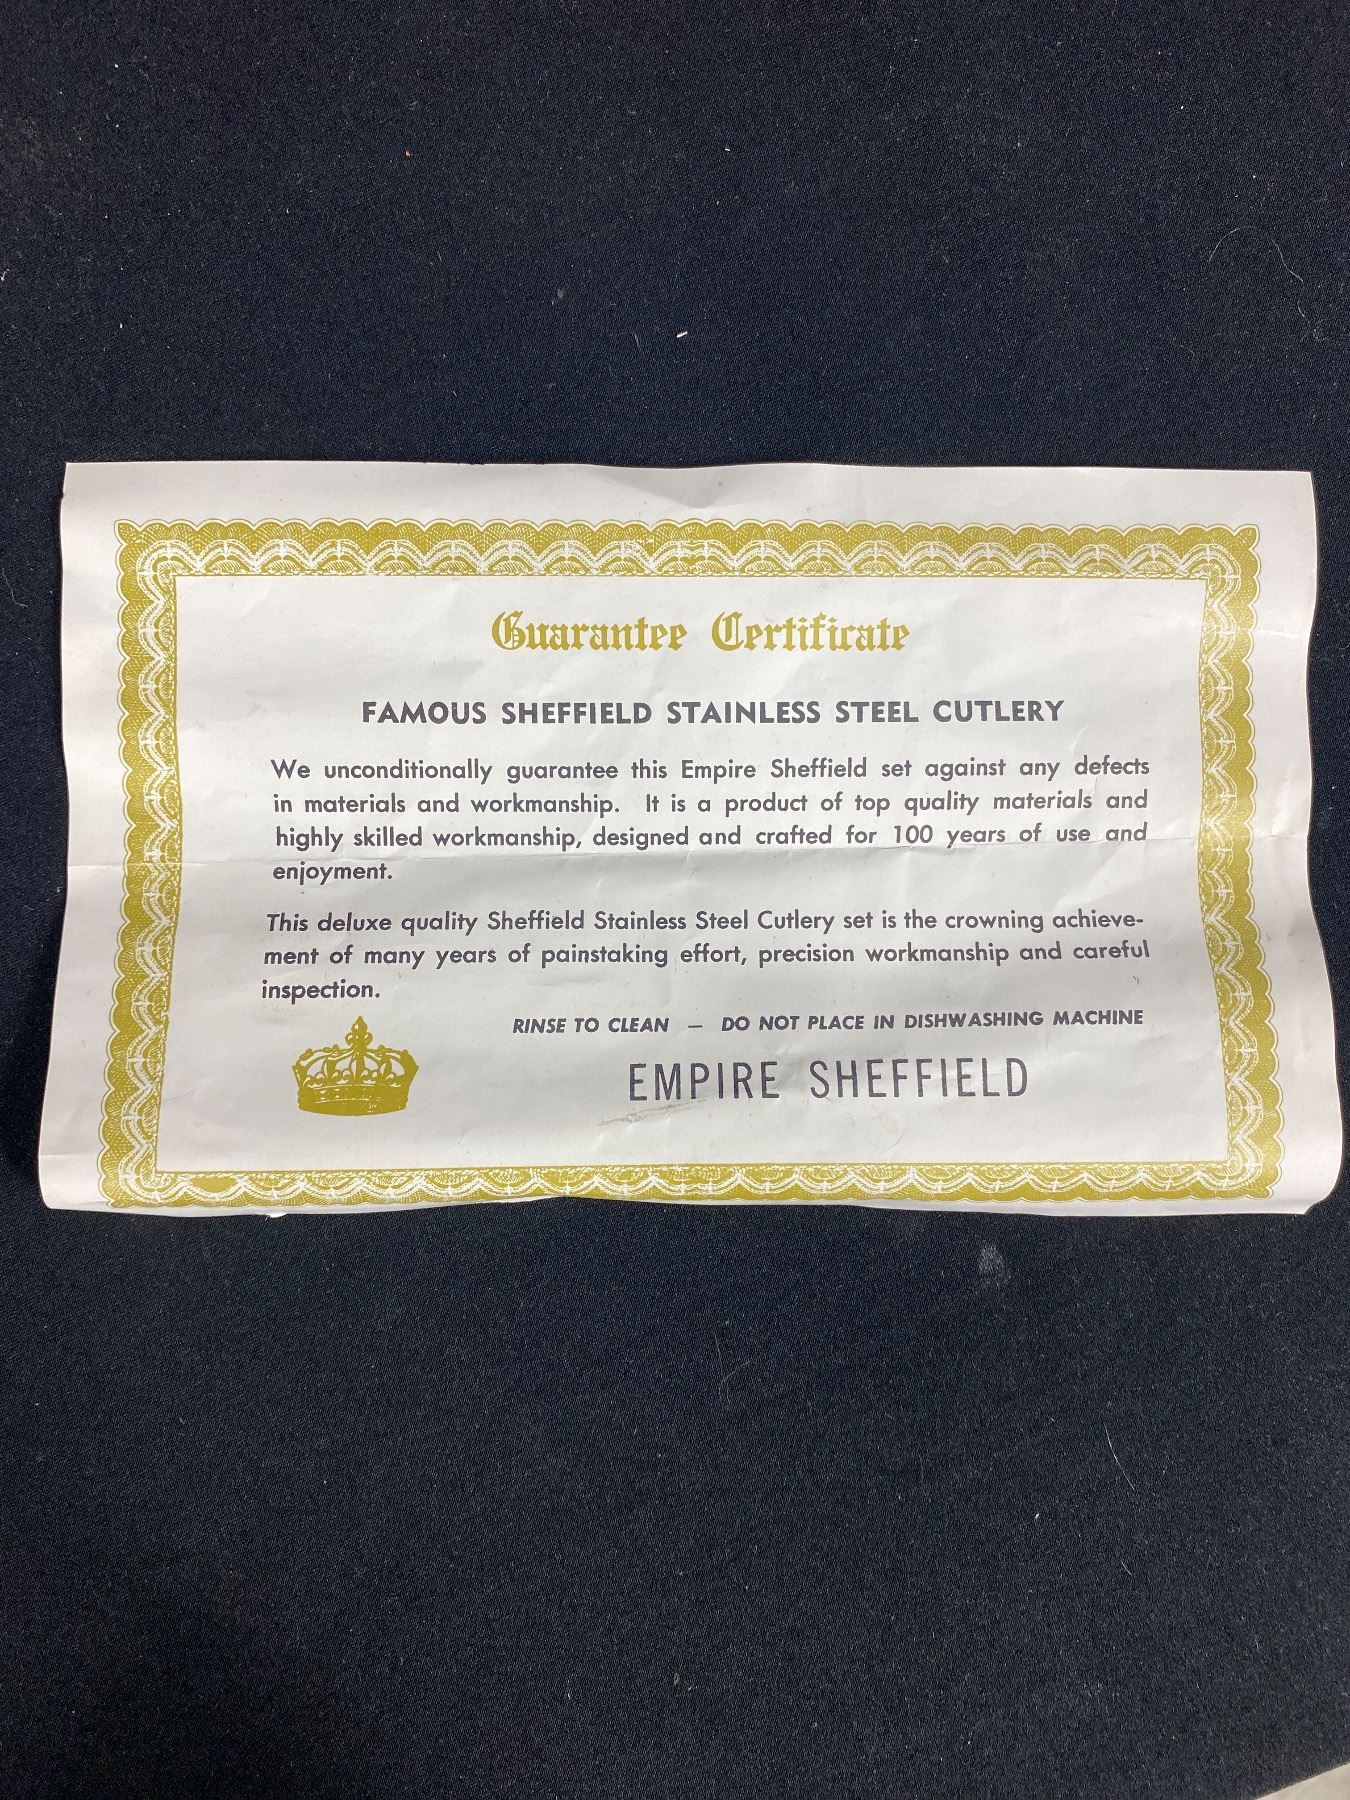 Guarantee Certificate
FAMOUS SHEFFIELD STAINLESS STEEL CUTLERY
We unconditionally guarantee this Empire Sheffield set against any defects
in materials and workmanship. It is a product of top quality materials and
highly skilled workmanship, designed and crafted for 100 years of use and
enjoyment.
This deluxe quality Sheffield Stainless Steel Cutlery set is the crowning achieve-
ment of many years of painstaking effort, precision workmanship and careful
inspection.
RINSE TO CLEAN — DO NOT PLACE IN DISHWASHING MACHINE
EMPIRE SHEFFIELD